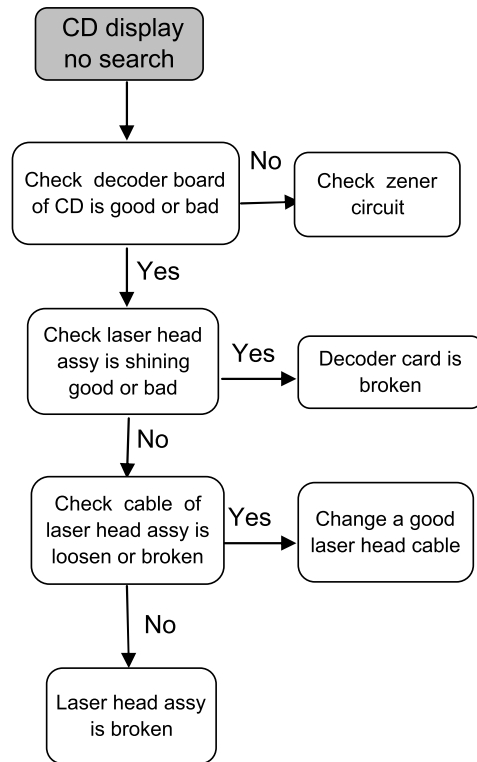 CD display
no search
Check decoder board
of CD is good or bad
No
Check zener
circuit
Yes
Check laser head
assy is shining
good or bad
Yes
Decoder card is
broken
No
Check cable of
laser head assy is
loosen or broken
Yes
Change a good
laser head cable
No
Laser head assy
is broken